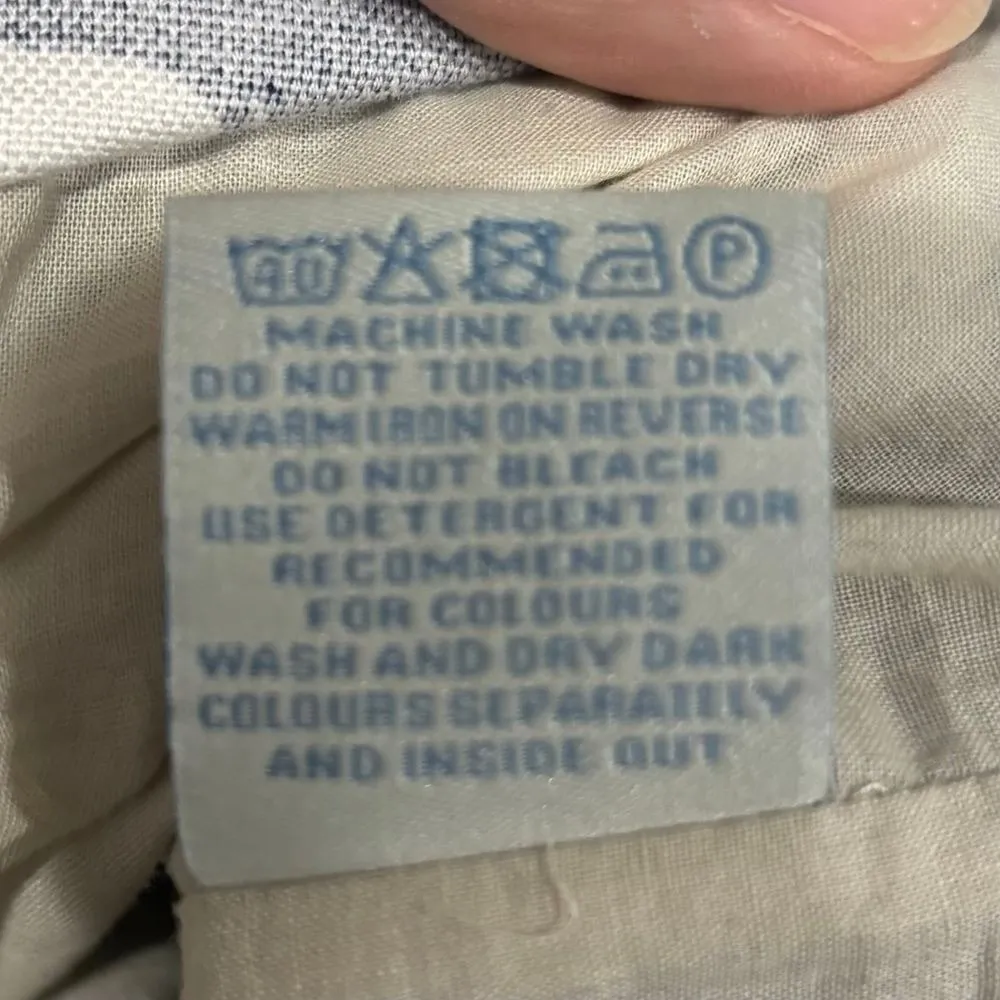 40 P
MACHINE WASH
DO NOT TUMBLE DRY
WARM IRON ON REVERSE
DO NOT BLEACH
USE DETERGENT FOR
RECOMMENDED
FOR COLOURS
WASH AND DRY DARK
COLOURS SEPARATELY
AND INSIDE OUT